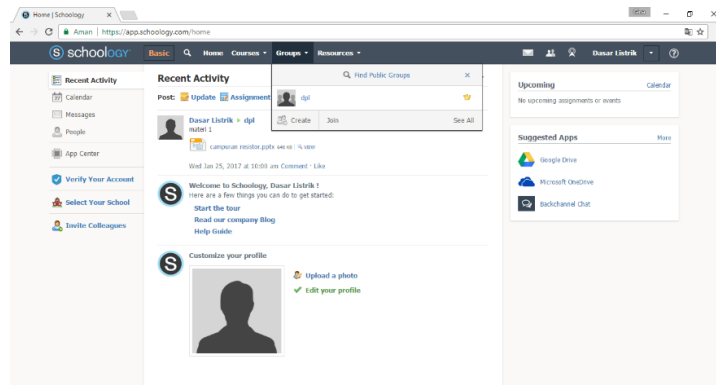 Home | Schoology
Aman | https://app.schoology.com/home
S schoology Basic Home Courses Groups Resources Dasar Listrik
Recent Activity
Calendar
Messages
People
App Center
Verify Your Account
Select Your School
Invite Colleagues
Recent Activity
Post: Update Assignment
Find Public Groups
dpl
Create Join See All
Dasar Listrik ▸ dpl
materi 1
campuran resistor.pptx
Wed Jan 25, 2017 at 10:00 am Comment · Like
Welcome to Schoology, Dasar Listrik !
Here are a few things you can do to get started:
Start the tour
Read our company Blog
Help Guide
Customize your profile
Upload a photo
Edit your profile
Upcoming Calendar
No upcoming assignments or events
Suggested Apps More
Google Drive
Microsoft OneDrive
Backchannel Chat